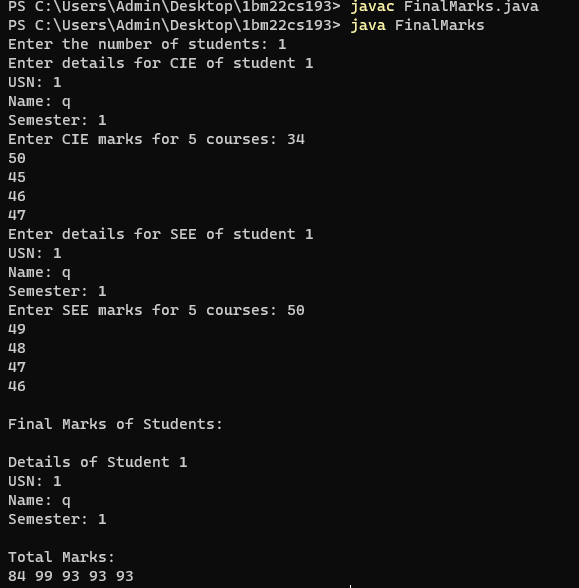 PS C:\Users\Admin\Desktop\1bm22cs193> javac FinalMarks.java
PS C:\Users\Admin\Desktop\1bm22cs193> java FinalMarks
Enter the number of students: 1
Enter details for CIE of student 1
USN: 1
Name: q
Semester: 1
Enter CIE marks for 5 courses: 34
50
45
46
47
Enter details for SEE of student 1
USN: 1
Name: q
Semester: 1
Enter SEE marks for 5 courses: 50
49
48
47
46
Final Marks of Students:
Details of Student 1
USN: 1
Name: q
Semester: 1
Total Marks:
84 99 93 93 93